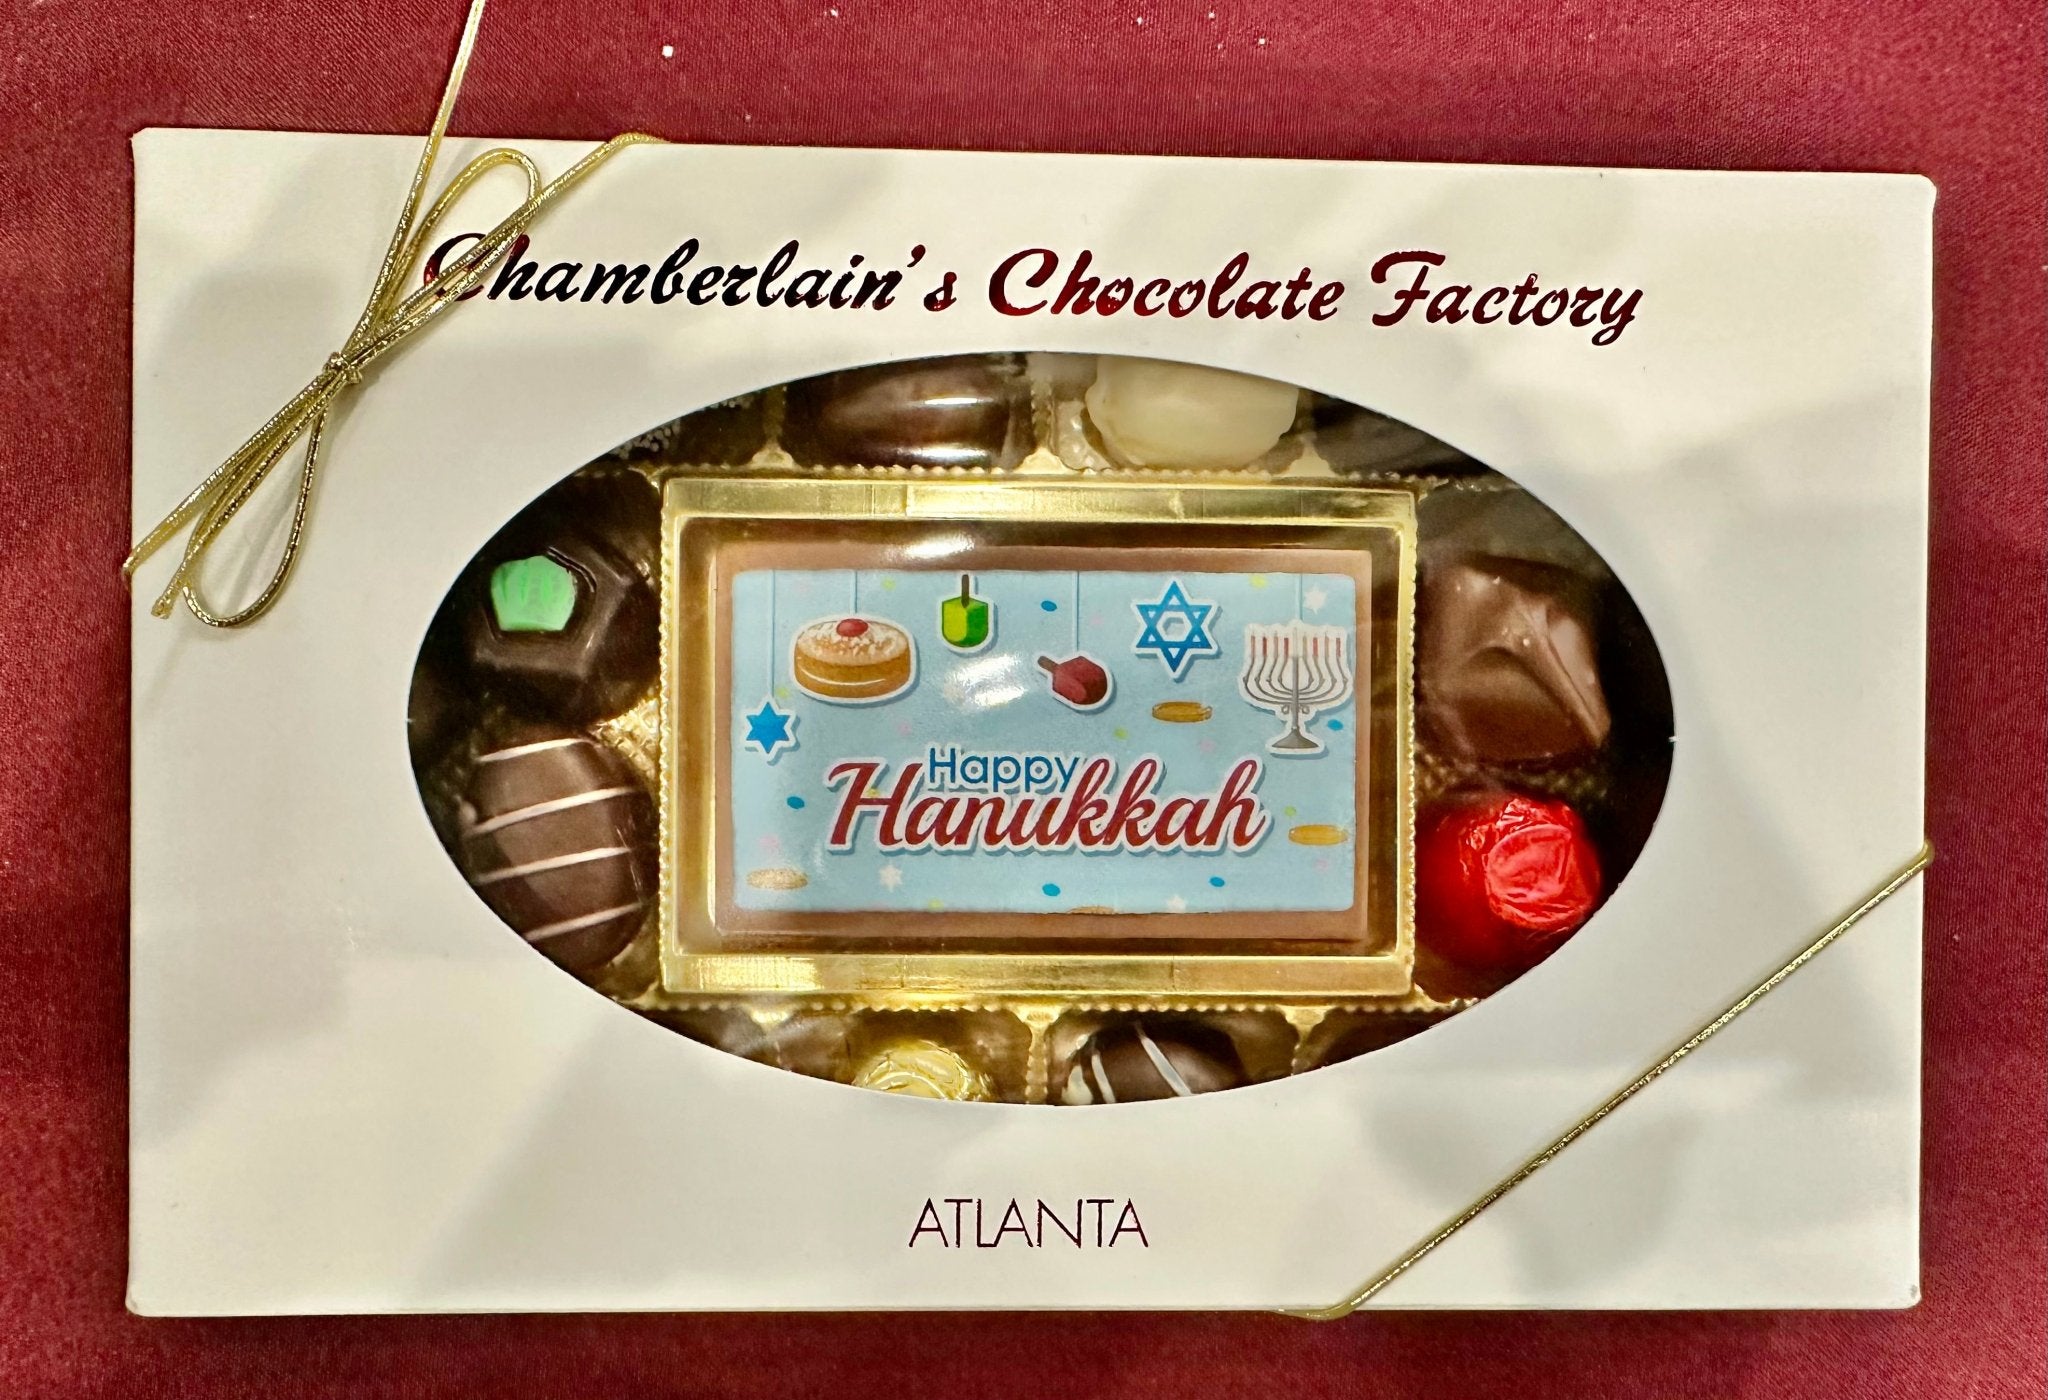 Chamberlain's Chocolate Factory
Happy
Hanukkah
ATLANTA